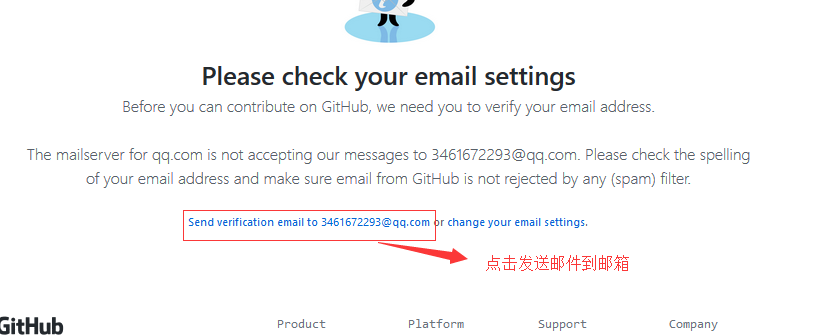 Please check your email settings
Before you can contribute on GitHub, we need you to verify your email address.
The mailserver for qq.com is not accepting our messages to 3461672293@qq.com. Please check the spelling
of your email address and make sure email from GitHub is not rejected by any (spam) filter.
Send verification email to 3461672293@qq.com or change your email settings.
点击发送邮件到邮箱
GitHub Product Platform Support Company